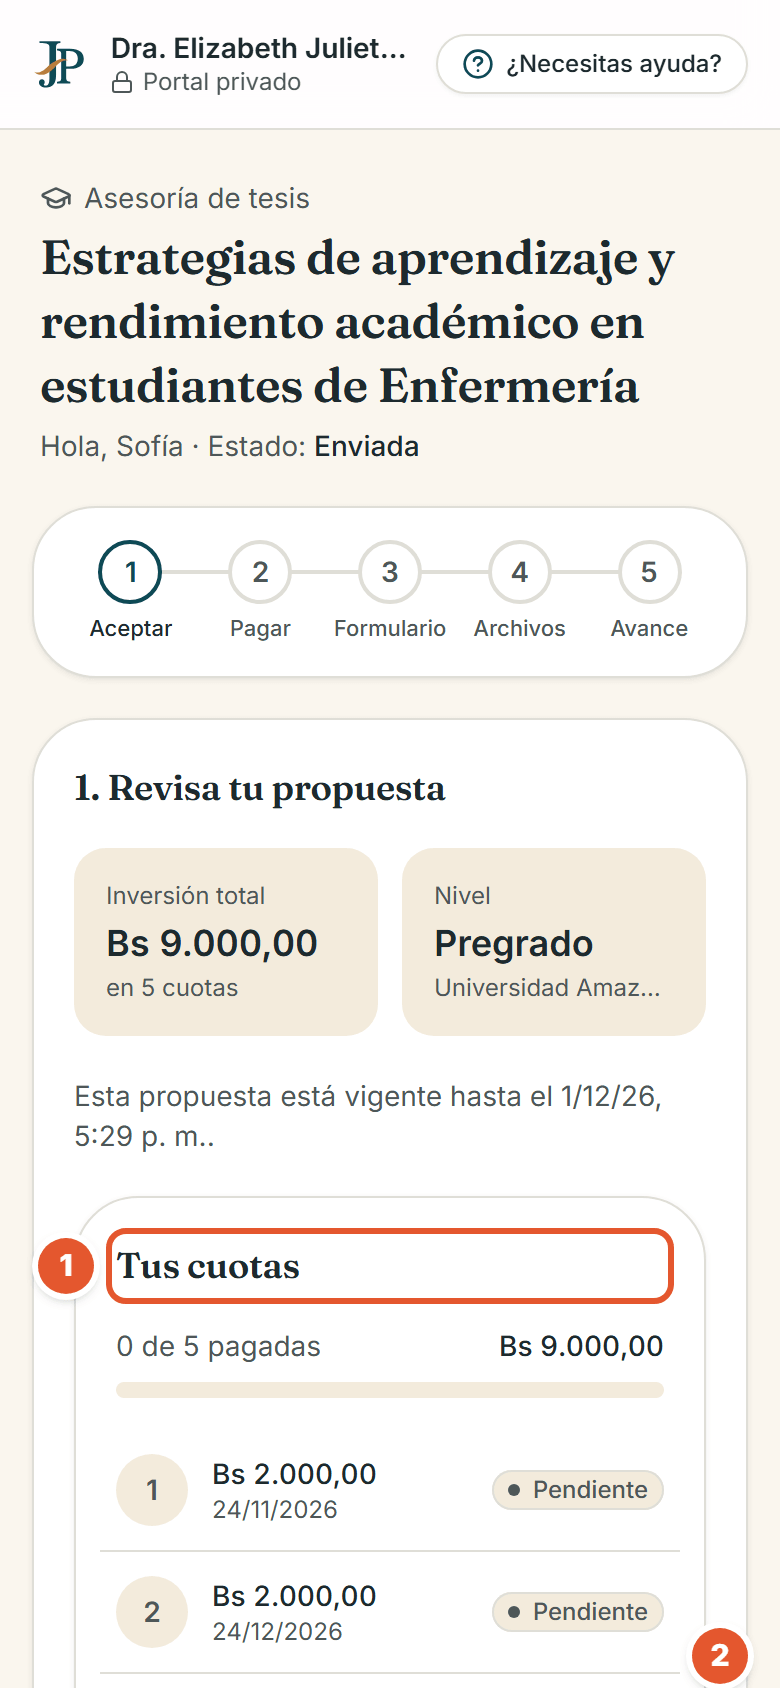 JP
Dra. Elizabeth Juliet...
Portal privado
¿Necesitas ayuda?
Asesoría de tesis
Estrategias de aprendizaje y
rendimiento académico en
estudiantes de Enfermería
Hola, Sofía · Estado: Enviada
1 2 3 4 5
Aceptar Pagar Formulario Archivos Avance
1. Revisa tu propuesta
Inversión total
Bs 9.000,00
en 5 cuotas
Nivel
Pregrado
Universidad Amaz...
Esta propuesta está vigente hasta el 1/12/26,
5:29 p. m..
1 Tus cuotas
0 de 5 pagadas Bs 9.000,00
1 Bs 2.000,00 Pendiente
24/11/2026
2 Bs 2.000,00 Pendiente
24/12/2026
2